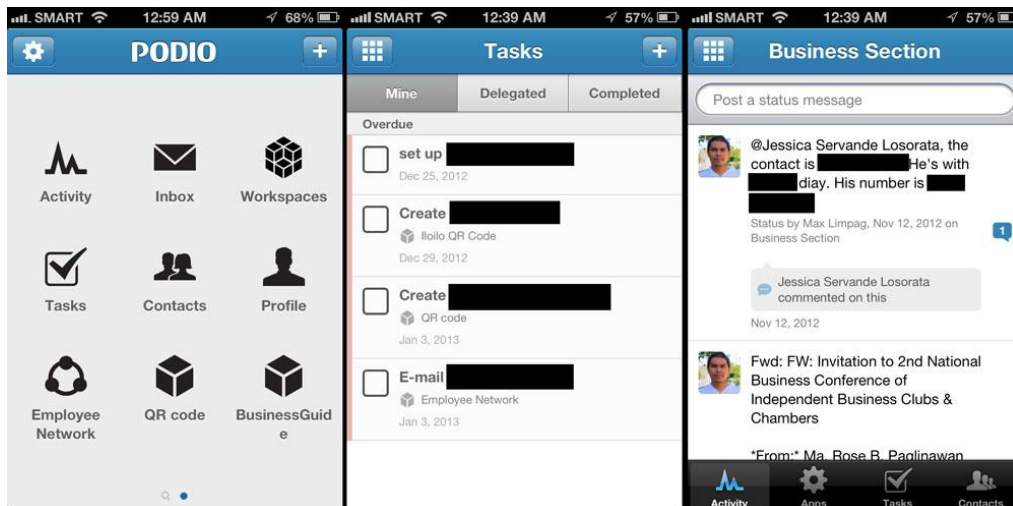 SMART 12:59 AM 68%
PODIO
Activity Inbox Workspaces
Tasks Contacts Profile
Employee QR code BusinessGuid
Network e
SMART 12:39 AM 57%
Tasks
Mine Delegated Completed
Overdue
set up
Dec 25, 2012
Create
Iloilo QR Code
Dec 29, 2012
Create
QR code
Jan 3, 2013
E-mail
Employee Network
Jan 3, 2013
SMART 12:39 AM 57%
Business Section
Post a status message
@Jessica Servande Losorata, the
contact is He's with
diay. His number is
Status by Max Limpag, Nov 12, 2012 on
Business Section
1
Jessica Servande Losorata
commented on this
Nov 12, 2012
Fwd: FW: Invitation to 2nd National
Business Conference of
Independent Business Clubs &
Chambers
*From:* Ma. Rose B. Paglinawan
Activity Apps Tasks Contacts